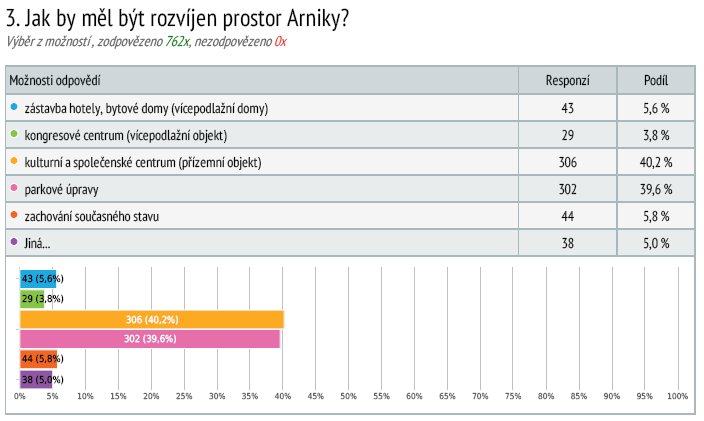 3. Jak by měl být rozvíjen prostor Arniky?
Výběr z možností, zodpovězeno 762x, nezodpovězeno 0x
Možnosti odpovědí Responzí Podíl
zástavba hotely, bytové domy (vícepodlažní domy) 43 5,6 %
kongresové centrum (vícepodlažní objekt) 29 3,8 %
kulturní a společenské centrum (přízemní objekt) 306 40,2 %
parkové úpravy 302 39,6 %
zachování současného stavu 44 5,8 %
Jiná... 38 5,0 %
43 (5,6%)
29 (3,8%)
306 (40,2%)
302 (39,6%)
44 (5,8%)
38 (5,0%)
0% 5% 10% 15% 20% 25% 30% 35% 40% 45% 50% 55% 60% 65% 70% 75% 80% 85% 90% 95% 100%